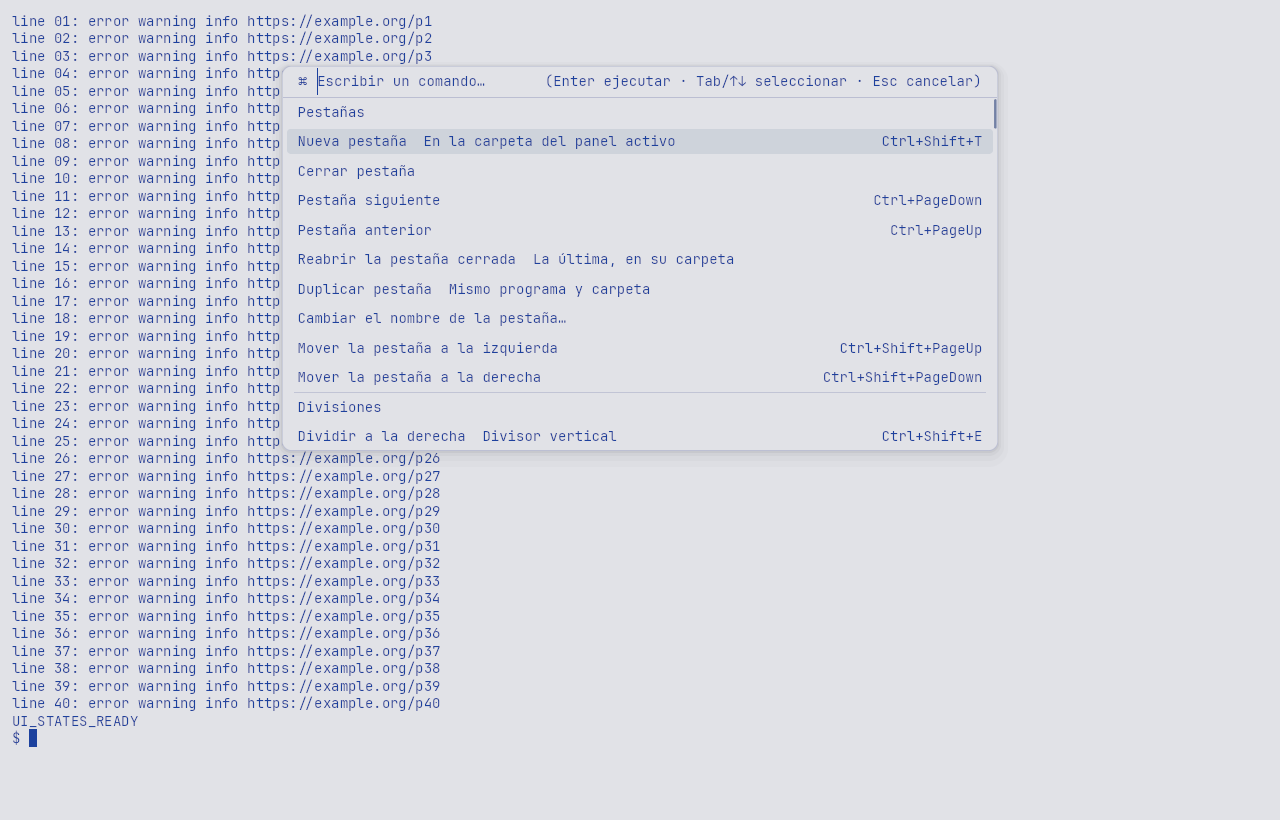 line 01: error warning info https://example.org/p1
line 02: error warning info https://example.org/p2
line 03: error warning info https://example.org/p3
line 04: error warning info http
line 05: error warning info http
line 06: error warning info http
line 07: error warning info http
line 08: error warning info http
line 09: error warning info http
line 10: error warning info http
line 11: error warning info http
line 12: error warning info http
line 13: error warning info http
line 14: error warning info http
line 15: error warning info http
line 16: error warning info http
line 17: error warning info http
line 18: error warning info http
line 19: error warning info http
line 20: error warning info http
line 21: error warning info http
line 22: error warning info http
line 23: error warning info http
line 24: error warning info http
line 25: error warning info http
⌘ Escribir un comando… (Enter ejecutar · Tab/↑↓ seleccionar · Esc cancelar)
Pestañas
Nueva pestaña En la carpeta del panel activo Ctrl+Shift+T
Cerrar pestaña
Pestaña siguiente Ctrl+PageDown
Pestaña anterior Ctrl+PageUp
Reabrir la pestaña cerrada La última, en su carpeta
Duplicar pestaña Mismo programa y carpeta
Cambiar el nombre de la pestaña…
Mover la pestaña a la izquierda Ctrl+Shift+PageUp
Mover la pestaña a la derecha Ctrl+Shift+PageDown
Divisiones
Dividir a la derecha Divisor vertical Ctrl+Shift+E
line 26: error warning info https://example.org/p26
line 27: error warning info https://example.org/p27
line 28: error warning info https://example.org/p28
line 29: error warning info https://example.org/p29
line 30: error warning info https://example.org/p30
line 31: error warning info https://example.org/p31
line 32: error warning info https://example.org/p32
line 33: error warning info https://example.org/p33
line 34: error warning info https://example.org/p34
line 35: error warning info https://example.org/p35
line 36: error warning info https://example.org/p36
line 37: error warning info https://example.org/p37
line 38: error warning info https://example.org/p38
line 39: error warning info https://example.org/p39
line 40: error warning info https://example.org/p40
UI_STATES_READY
$